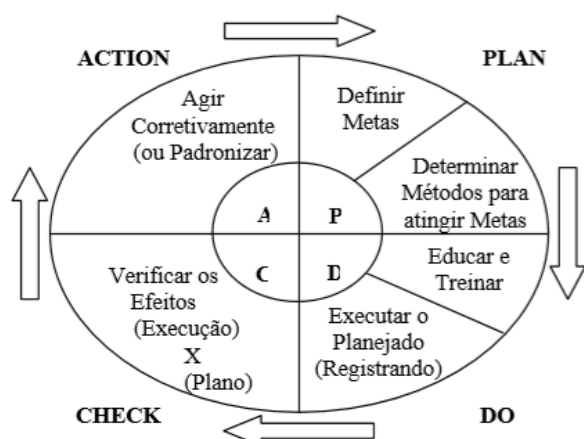 ACTION
PLAN
Agir
Corretivamente
(ou Padronizar)
Definir
Metas
Determinar
Métodos para
atingir Metas
A
P
C
D
Educar e
Treinar
Verificar os
Efeitos
(Execução)
X
(Plano)
Executar o
Planejado
(Registrando)
CHECK
DO